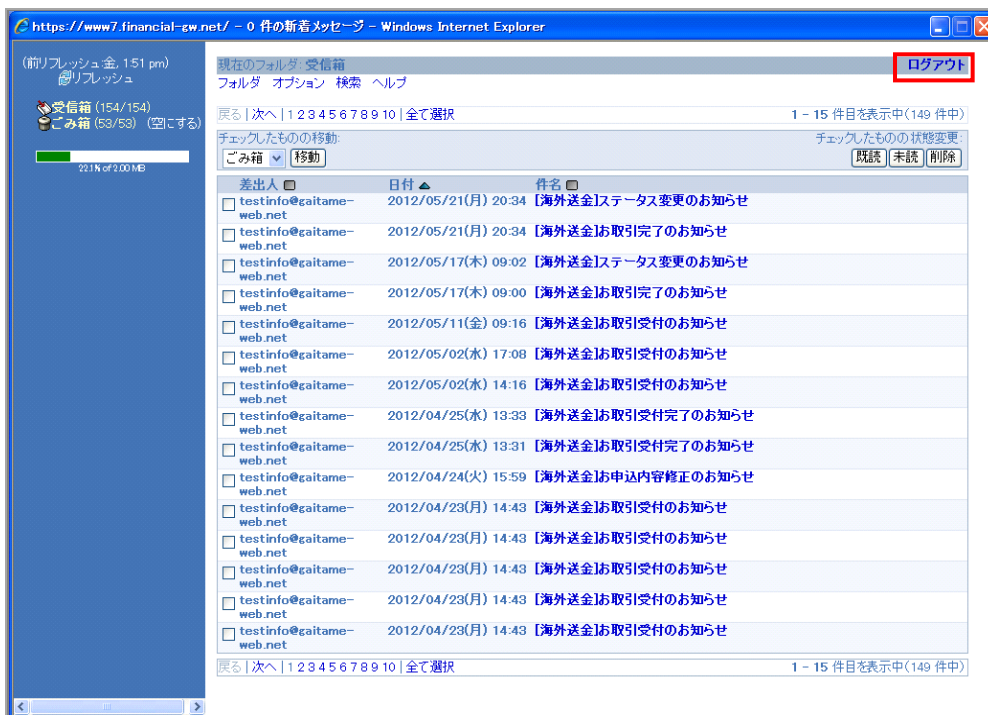 https://www7.financial-gw.net/ - 0 件の新着メッセージ - Windows Internet Explorer
(前リフレッシュ:金, 1:51 pm)
リフレッシュ
受信箱 (154/154)
ごみ箱 (53/53) (空にする)
22.1% of 2.00 MB
現在のフォルダ: 受信箱 ログアウト
フォルダ オプション 検索 ヘルプ
戻る | 次へ | 1 2 3 4 5 6 7 8 9 10 | 全て選択 1 - 15 件目を表示中(149 件中)
チェックしたものの移動: チェックしたものの状態変更:
ごみ箱 移動 既読 未読 削除
差出人 日付 件名
testinfo@gaitame- 2012/05/21(月) 20:34 [海外送金]ステータス変更のお知らせ
web.net
testinfo@gaitame- 2012/05/21(月) 20:34 [海外送金]お取引完了のお知らせ
web.net
testinfo@gaitame- 2012/05/17(木) 09:02 [海外送金]ステータス変更のお知らせ
web.net
testinfo@gaitame- 2012/05/17(木) 09:00 [海外送金]お取引完了のお知らせ
web.net
testinfo@gaitame- 2012/05/11(金) 09:16 [海外送金]お取引受付のお知らせ
web.net
testinfo@gaitame- 2012/05/02(水) 17:08 [海外送金]お取引受付のお知らせ
web.net
testinfo@gaitame- 2012/05/02(水) 14:16 [海外送金]お取引受付のお知らせ
web.net
testinfo@gaitame- 2012/04/25(水) 13:33 [海外送金]お取引受付完了のお知らせ
web.net
testinfo@gaitame- 2012/04/25(水) 13:31 [海外送金]お取引受付完了のお知らせ
web.net
testinfo@gaitame- 2012/04/24(火) 15:59 [海外送金]お申込内容修正のお知らせ
web.net
testinfo@gaitame- 2012/04/23(月) 14:43 [海外送金]お取引受付のお知らせ
web.net
testinfo@gaitame- 2012/04/23(月) 14:43 [海外送金]お取引受付のお知らせ
web.net
testinfo@gaitame- 2012/04/23(月) 14:43 [海外送金]お取引受付のお知らせ
web.net
testinfo@gaitame- 2012/04/23(月) 14:43 [海外送金]お取引受付のお知らせ
web.net
testinfo@gaitame- 2012/04/23(月) 14:43 [海外送金]お取引受付のお知らせ
web.net
戻る | 次へ | 1 2 3 4 5 6 7 8 9 10 | 全て選択 1 - 15 件目を表示中(149 件中)